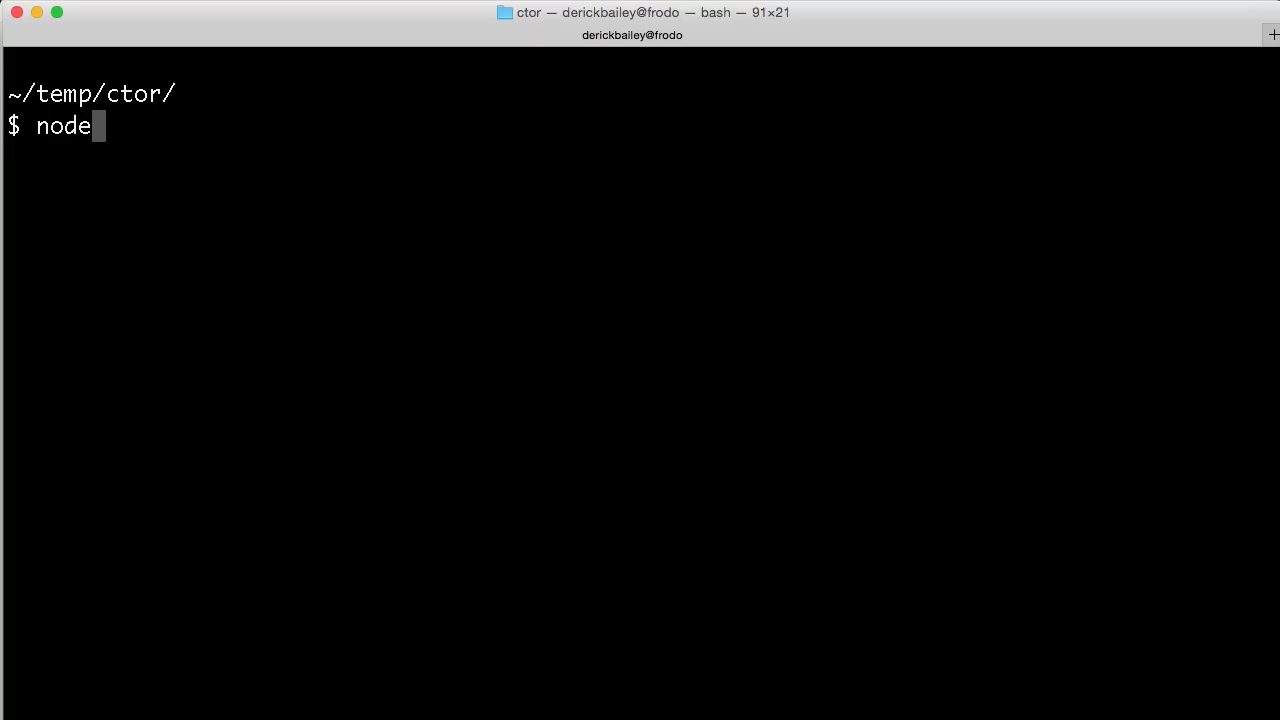 ctor — derickbailey@frodo — bash — 91×21
derickbailey@frodo
~/temp/ctor/
$ node